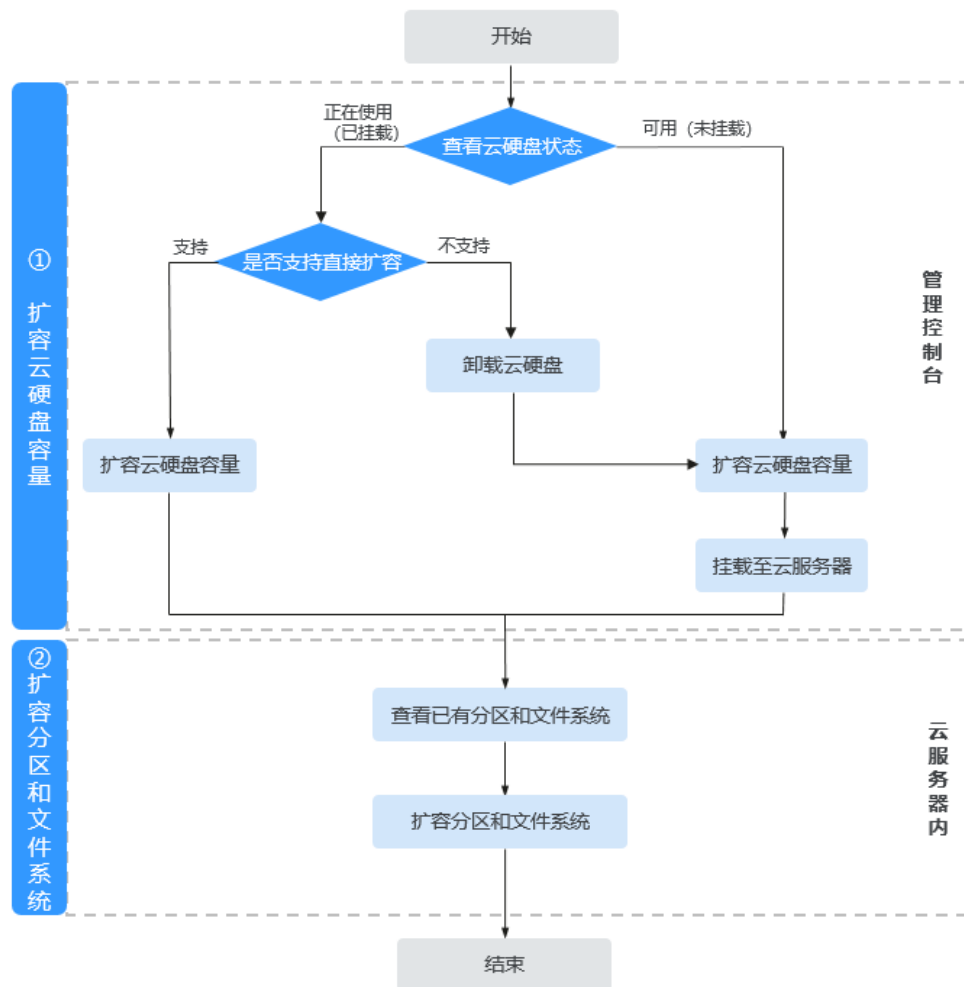 开始
正在使用
（已挂载）
可用（未挂载）
查看云硬盘状态
支持
不支持
是否支持直接扩容
①
扩容云硬盘容量
管理控制台
卸载云硬盘
扩容云硬盘容量
扩容云硬盘容量
挂载至云服务器
②
扩容分区和文件系统
查看已有分区和文件系统
云服务器内
扩容分区和文件系统
结束